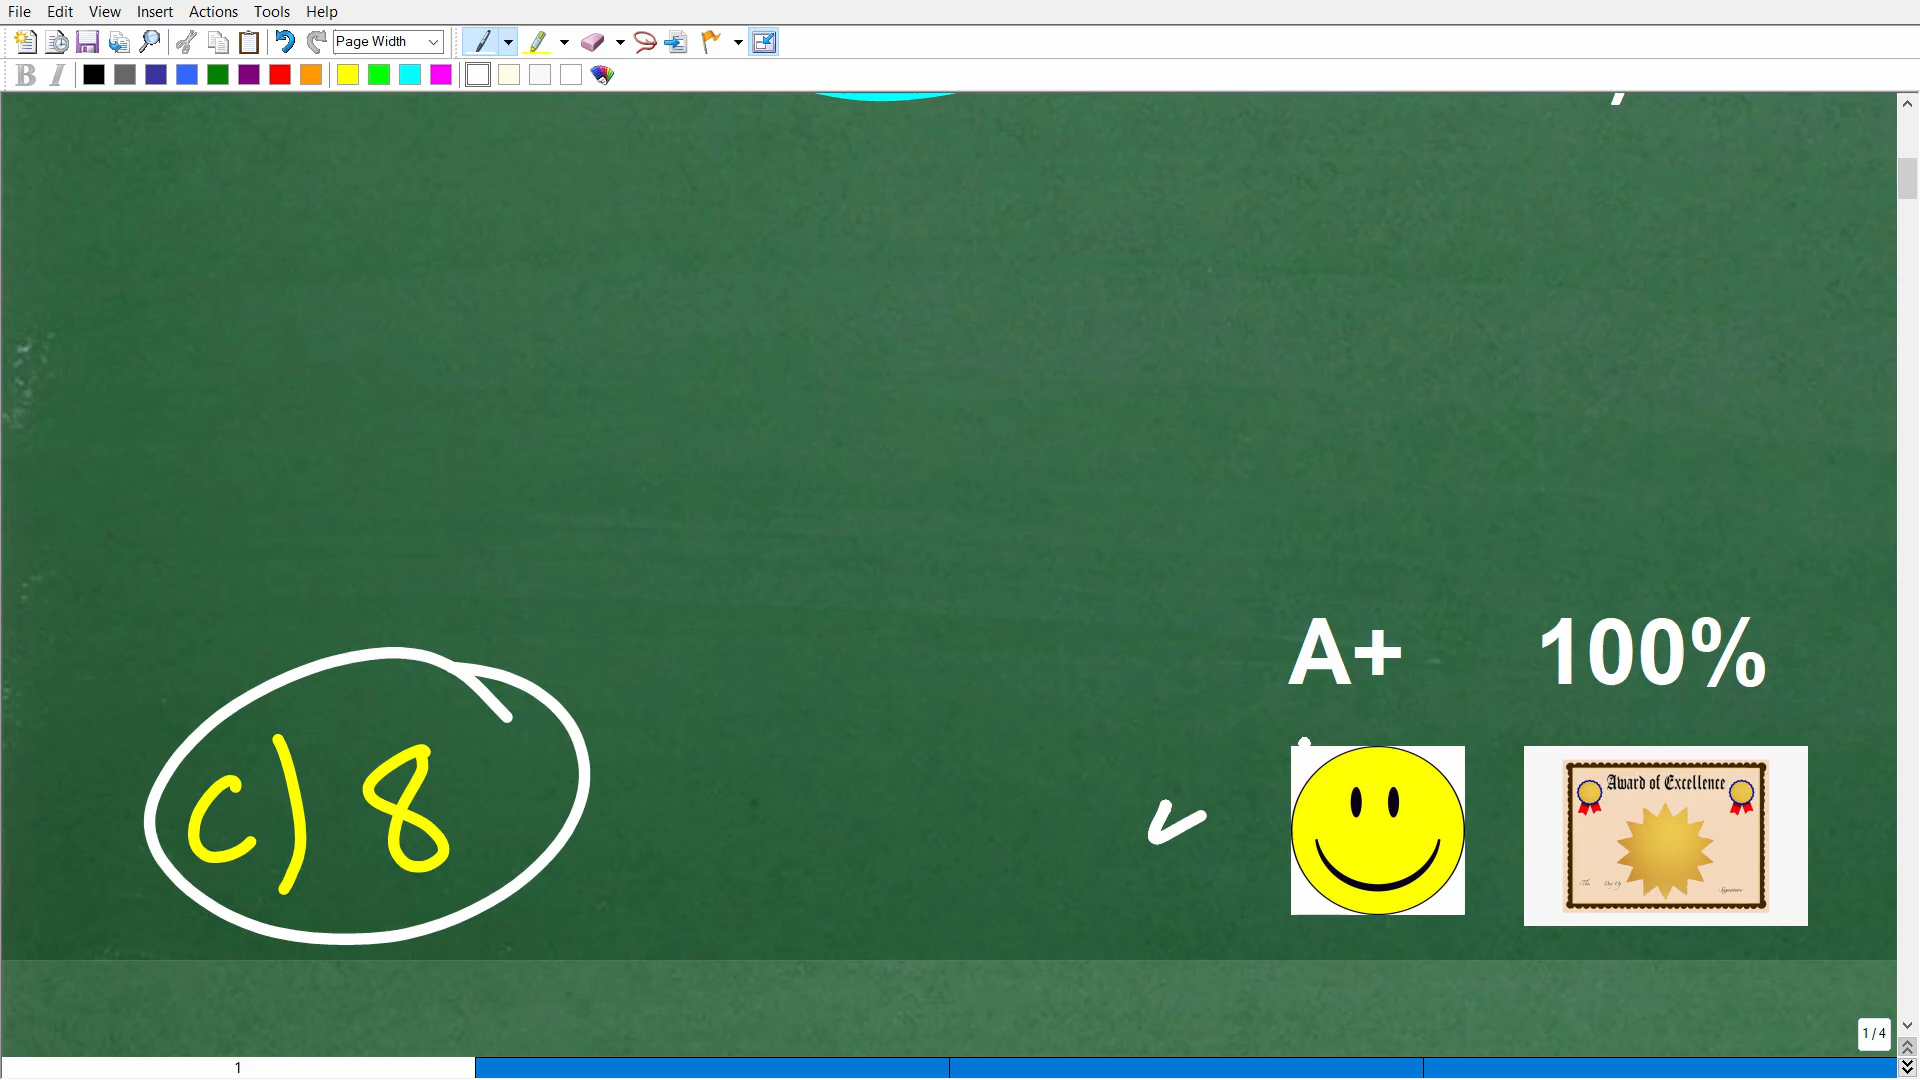 File Edit View Insert Actions Tools Help
Page Width
B I
A+ 100%
c) 8
Award of Excellence
1 / 4
1